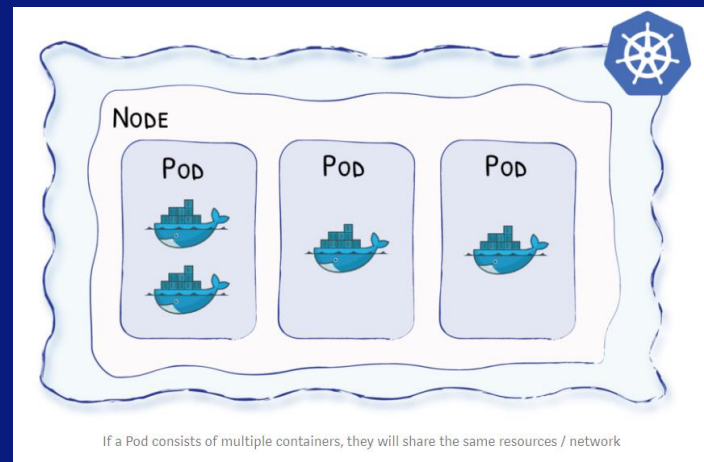 NODE
POD
POD
POD
If a Pod consists of multiple containers, they will share the same resources / network